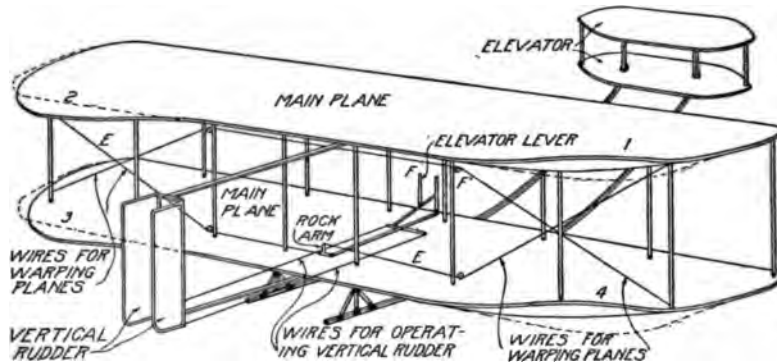 ELEVATOR
MAIN PLANE
2
ELEVATOR LEVER
1
E
F
F
MAIN
PLANE
3
ROCK
ARM
E
WIRES FOR
WARPING
PLANES
4
VERTICAL
RUDDER
WIRES FOR OPERAT-
ING VERTICAL RUDDER
WIRES FOR
WARPING PLANES